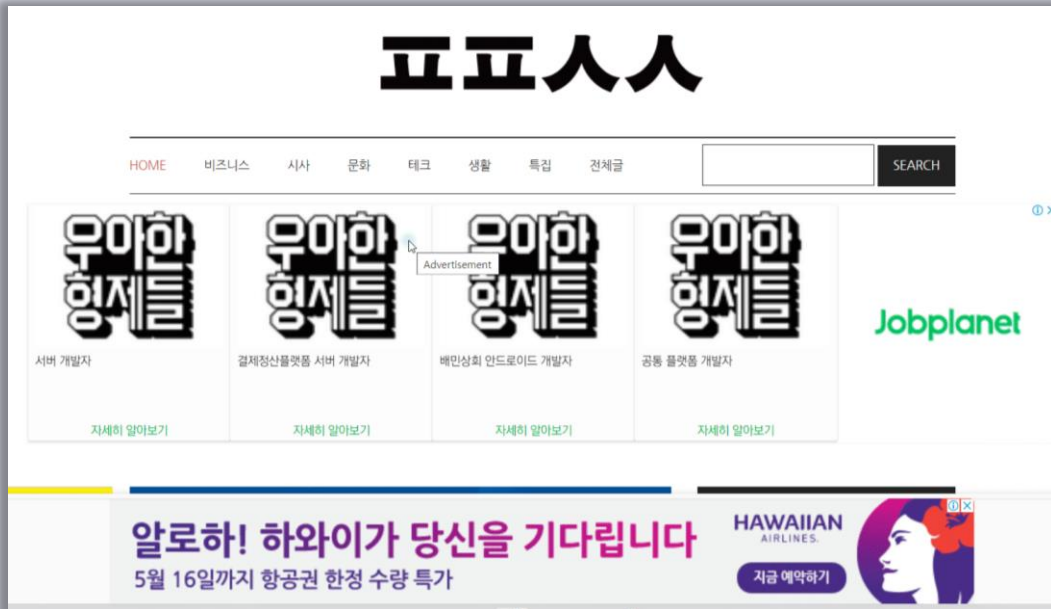 ㅍㅍㅅㅅ
HOME 비즈니스 시사 문화 테크 생활 특집 전체글 SEARCH
우아한 형제들 우아한 형제들 우아한 형제들 우아한 형제들
Advertisement
Jobplanet
서버 개발자 결제정산플랫폼 서버 개발자 배민상회 안드로이드 개발자 공통 플랫폼 개발자
자세히 알아보기 자세히 알아보기 자세히 알아보기 자세히 알아보기
알로하! 하와이가 당신을 기다립니다
5월 16일까지 항공권 한정 수량 특가
HAWAIIAN
AIRLINES.
지금 예약하기